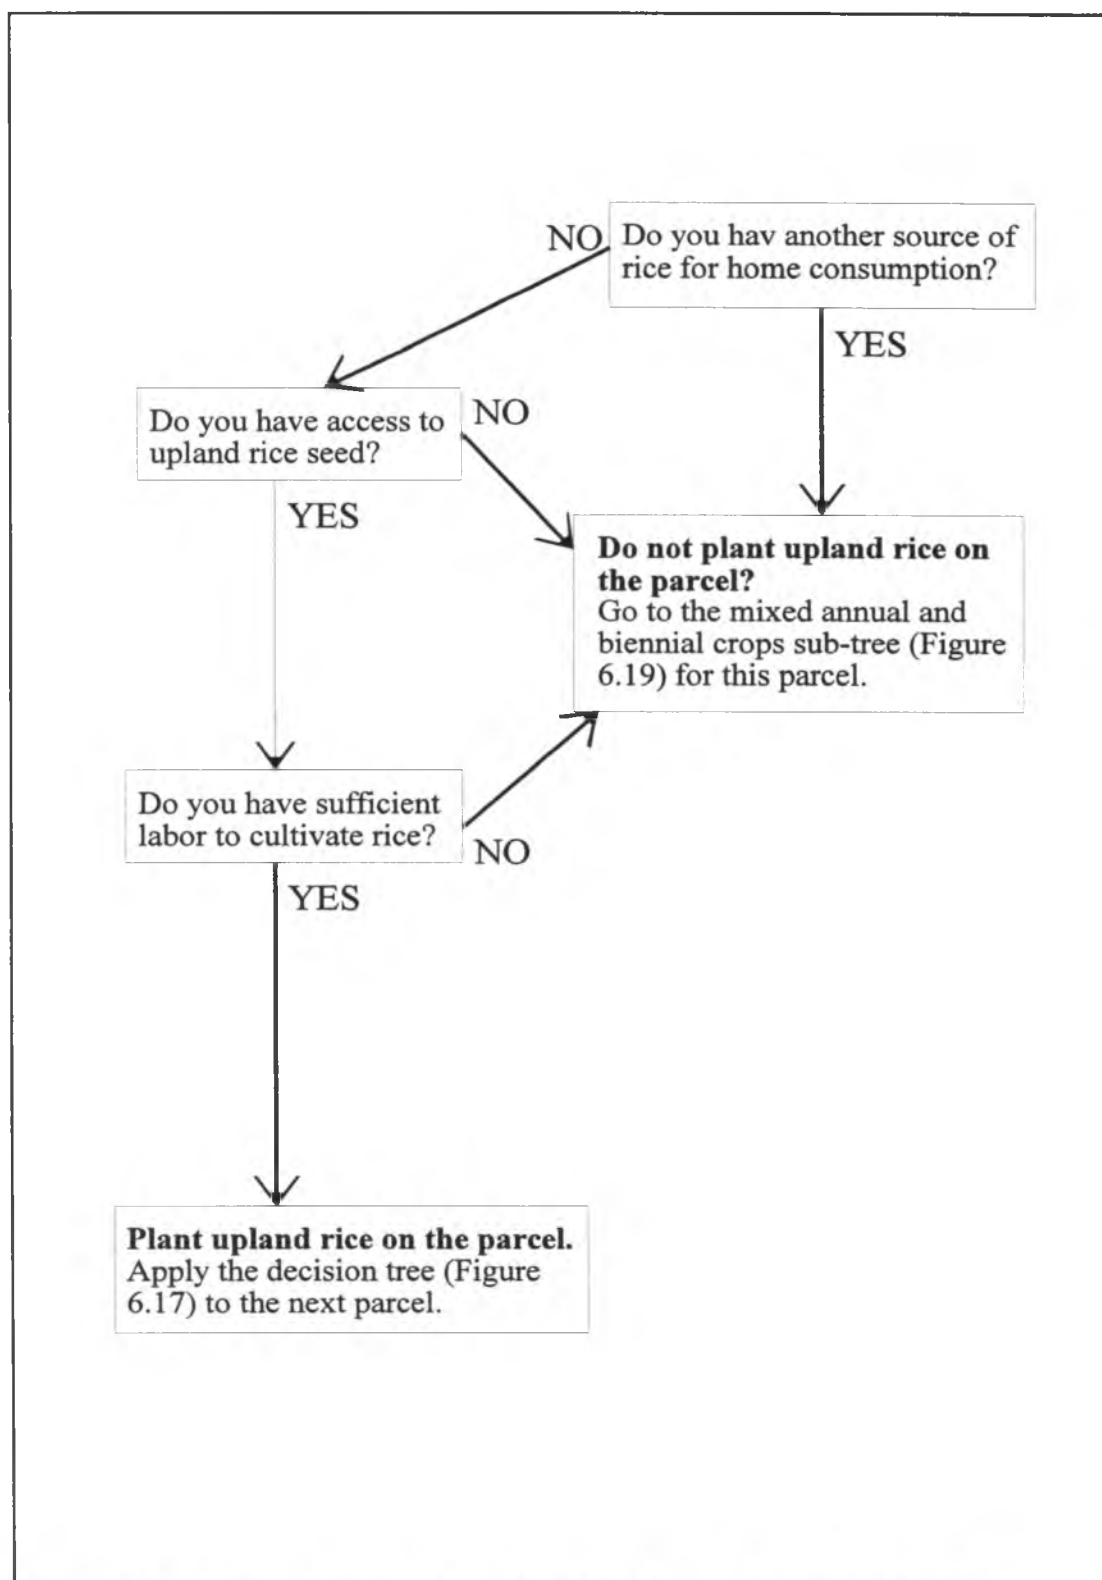 NO
Do you hav another source of
rice for home consumption?
YES
Do you have access to
upland rice seed?
NO
YES
Do not plant upland rice on
the parcel?
Go to the mixed annual and
biennial crops sub-tree (Figure
6.19) for this parcel.
Do you have sufficient
labor to cultivate rice?
NO
YES
Plant upland rice on the parcel.
Apply the decision tree (Figure
6.17) to the next parcel.